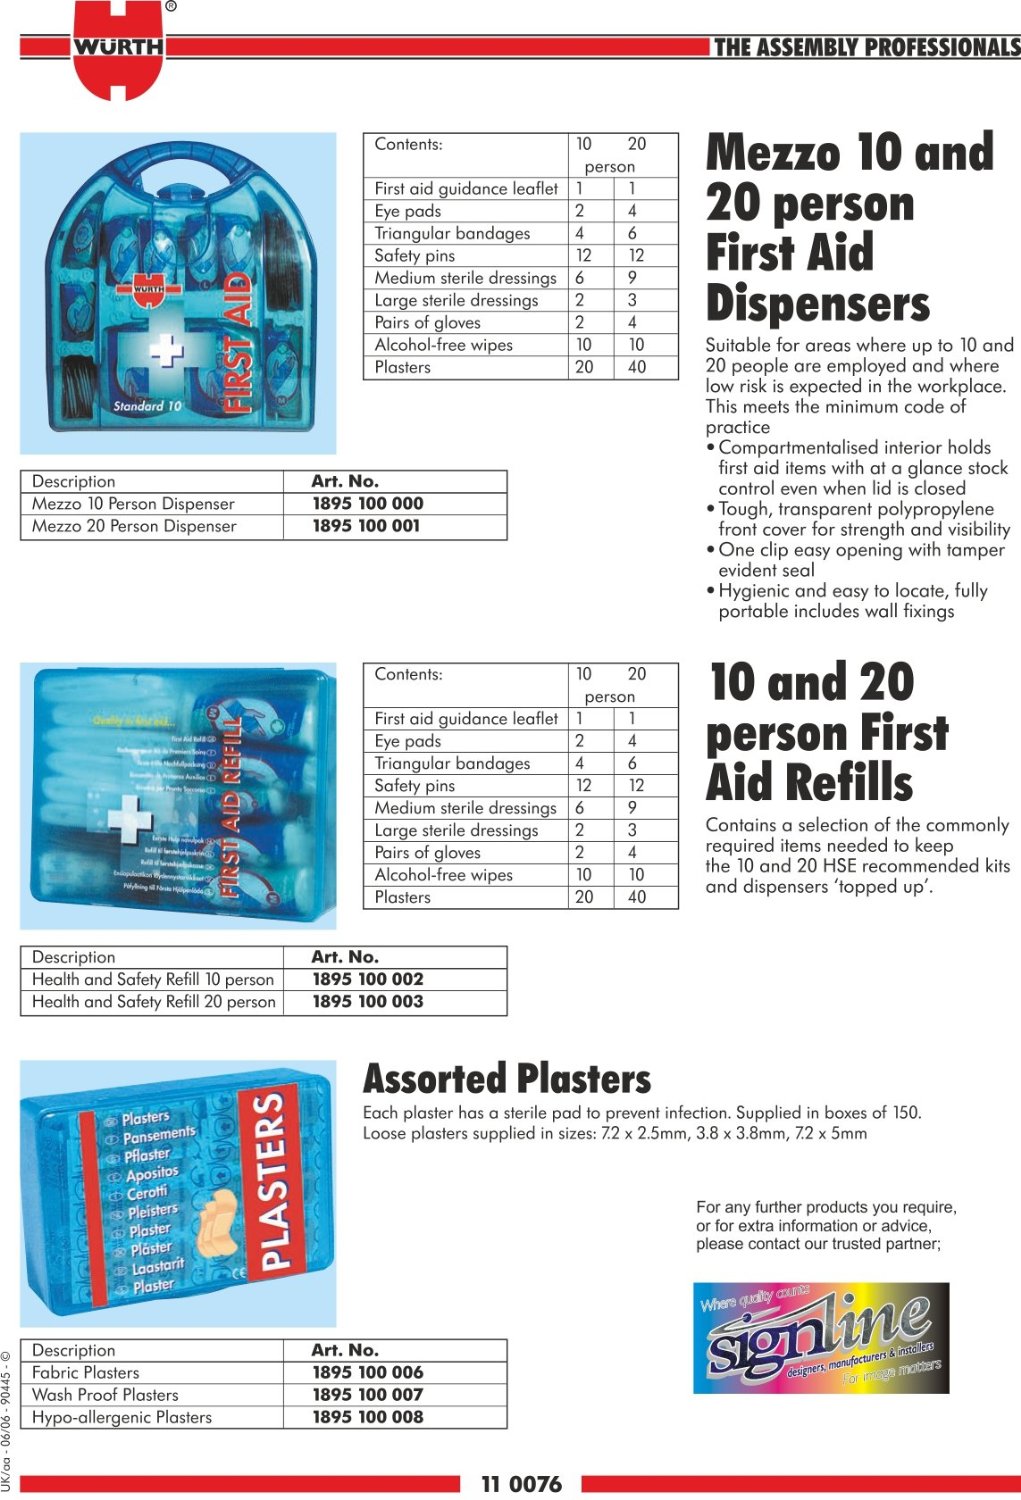 WÜRTH
®
THE ASSEMBLY PROFESSIONALS
WÜRTH
FIRST AID
Standard 10
Contents: 10 20
person
First aid guidance leaflet 1 1
Eye pads 2 4
Triangular bandages 4 6
Safety pins 12 12
Medium sterile dressings 6 9
Large sterile dressings 2 3
Pairs of gloves 2 4
Alcohol-free wipes 10 10
Plasters 20 40
Mezzo 10 and
20 person
First Aid
Dispensers
Suitable for areas where up to 10 and
20 people are employed and where
low risk is expected in the workplace.
This meets the minimum code of
practice
• Compartmentalised interior holds
first aid items with at a glance stock
control even when lid is closed
• Tough, transparent polypropylene
front cover for strength and visibility
• One clip easy opening with tamper
evident seal
• Hygienic and easy to locate, fully
portable includes wall fixings
Description Art. No.
Mezzo 10 Person Dispenser 1895 100 000
Mezzo 20 Person Dispenser 1895 100 001
Quality in first aid...
First Aid Refill
FIRST AID REFILL
Contents: 10 20
person
First aid guidance leaflet 1 1
Eye pads 2 4
Triangular bandages 4 6
Safety pins 12 12
Medium sterile dressings 6 9
Large sterile dressings 2 3
Pairs of gloves 2 4
Alcohol-free wipes 10 10
Plasters 20 40
10 and 20
person First
Aid Refills
Contains a selection of the commonly
required items needed to keep
the 10 and 20 HSE recommended kits
and dispensers ‘topped up’.
Description Art. No.
Health and Safety Refill 10 person 1895 100 002
Health and Safety Refill 20 person 1895 100 003
Plasters
Pansements
Pflaster
Apositos
Cerotti
Pleisters
Plaster
Pläster
Laastarit
Plaster
CE
PLASTERS
Assorted Plasters
Each plaster has a sterile pad to prevent infection. Supplied in boxes of 150.
Loose plasters supplied in sizes: 7.2 x 2.5mm, 3.8 x 3.8mm, 7.2 x 5mm
For any further products you require,
or for extra information or advice,
please contact our trusted partner;
Where quality counts
signline
designers, manufacturers & installers
For image matters
Description Art. No.
Fabric Plasters 1895 100 006
Wash Proof Plasters 1895 100 007
Hypo-allergenic Plasters 1895 100 008
UK/aa - 06/06 - 90445 - ©
11 0076